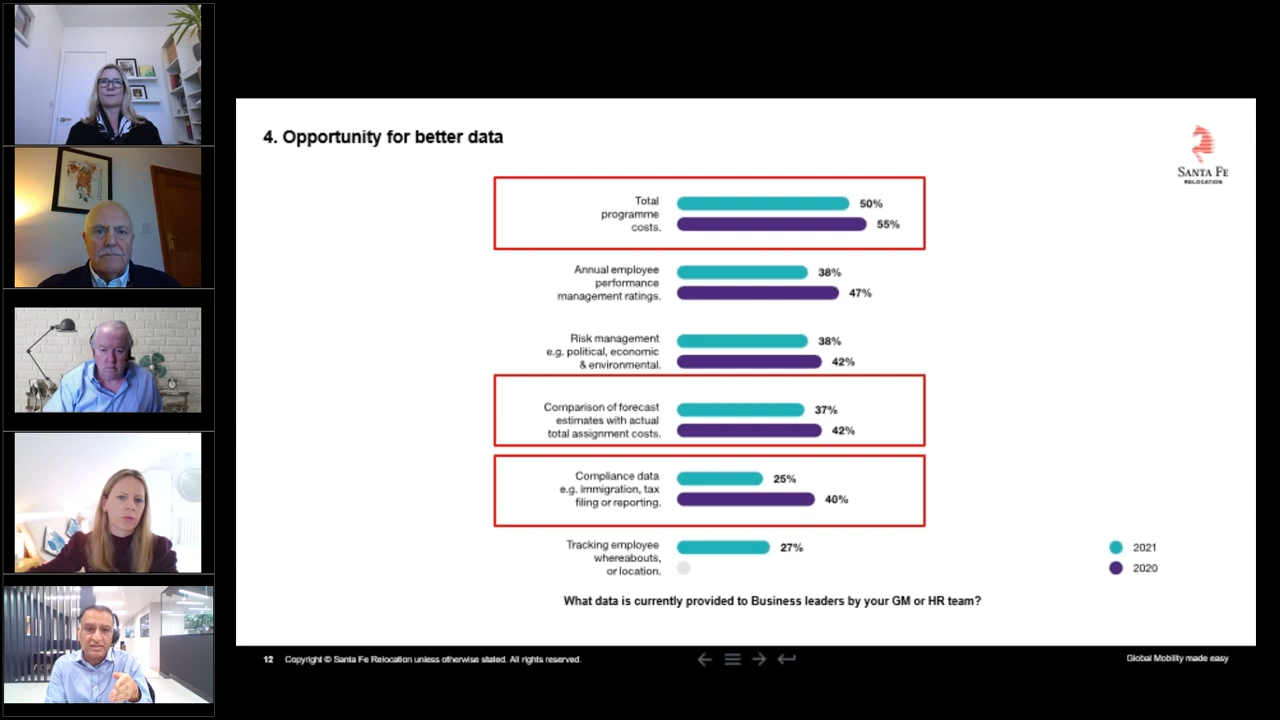 4. Opportunity for better data
SANTA FE
RELOCATION
Total
programme
costs.
50%
55%
Annual employee
performance
management ratings.
38%
47%
Risk management
e.g. political, economic
& environmental.
38%
42%
Comparison of forecast
estimates with actual
total assignment costs.
37%
42%
Compliance data
e.g. immigration, tax
filing or reporting.
25%
40%
Tracking employee
whereabouts,
or location.
27%
2021
2020
What data is currently provided to Business leaders by your GM or HR team?
12 Copyright © Santa Fe Relocation unless otherwise stated. All rights reserved.
Global Mobility made easy